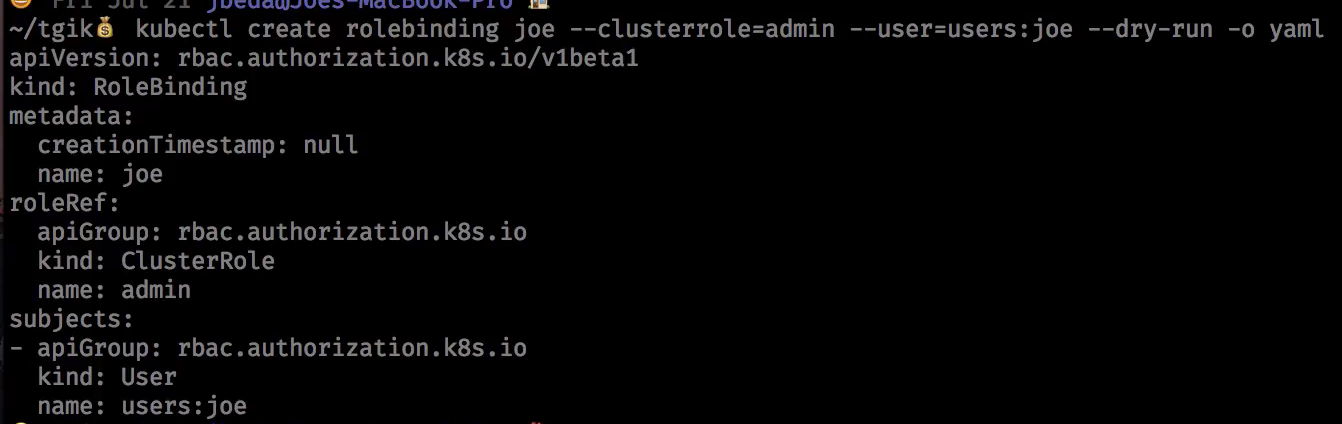 Fri Jul 21 jbeda@Joes-MacBook-Pro
~/tgik💰 kubectl create rolebinding joe --clusterrole=admin --user=users:joe --dry-run -o yaml
apiVersion: rbac.authorization.k8s.io/v1beta1
kind: RoleBinding
metadata:
  creationTimestamp: null
  name: joe
roleRef:
  apiGroup: rbac.authorization.k8s.io
  kind: ClusterRole
  name: admin
subjects:
- apiGroup: rbac.authorization.k8s.io
  kind: User
  name: users:joe